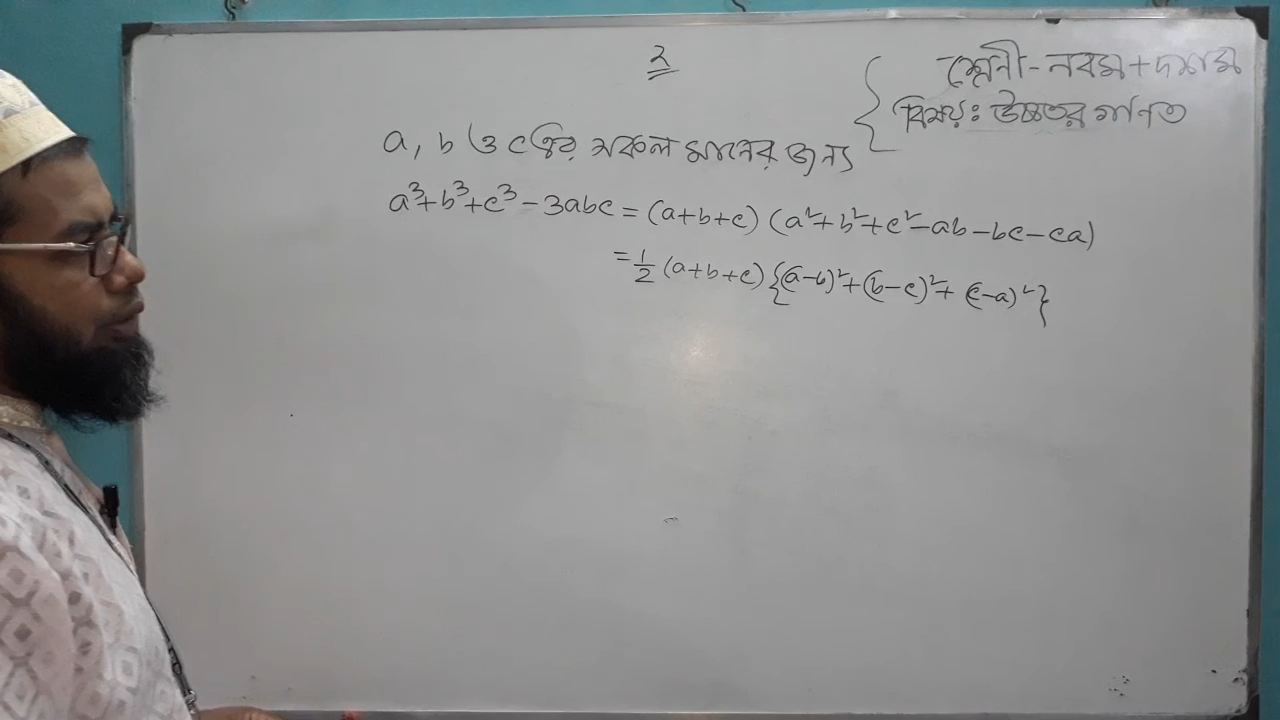 ২
শ্রেনী - নবম + দশম
বিষয়ঃ উচ্চতর গণিত
a, b ও c এর সকল মানের জন্য
a³+b³+c³-3abc = (a+b+c) (a²+b²+c²-ab-bc-ca)
= ½ (a+b+c) {(a-b)²+(b-c)²+(c-a)²}